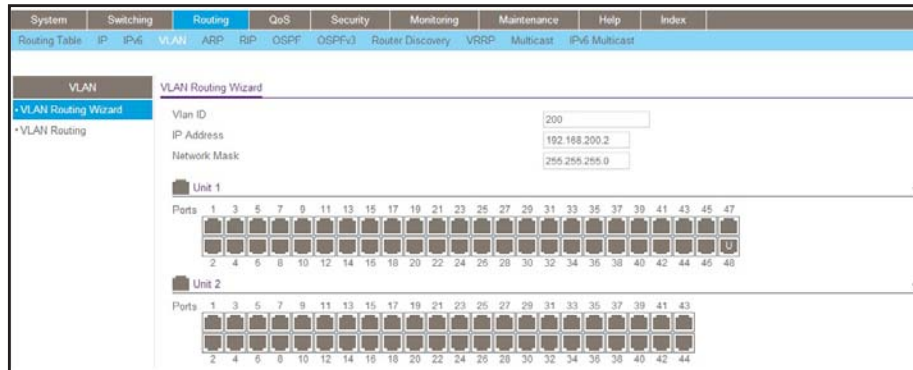 System Switching Routing QoS Security Monitoring Maintenance Help Index
Routing Table IP IPv6 VLAN ARP RIP OSPF OSPFv3 Router Discovery VRRP Multicast IPv6 Multicast
VLAN
• VLAN Routing Wizard
• VLAN Routing
VLAN Routing Wizard
Vlan ID 200
IP Address 192.168.200.2
Network Mask 255.255.255.0
Unit 1
Ports 1 3 5 7 9 11 13 15 17 19 21 23 25 27 29 31 33 35 37 39 41 43 45 47
U
2 4 6 8 10 12 14 16 18 20 22 24 26 28 30 32 34 36 38 40 42 44 46 48
Unit 2
Ports 1 3 5 7 9 11 13 15 17 19 21 23 25 27 29 31 33 35 37 39 41 43
2 4 6 8 10 12 14 16 18 20 22 24 26 28 30 32 34 36 38 40 42 44